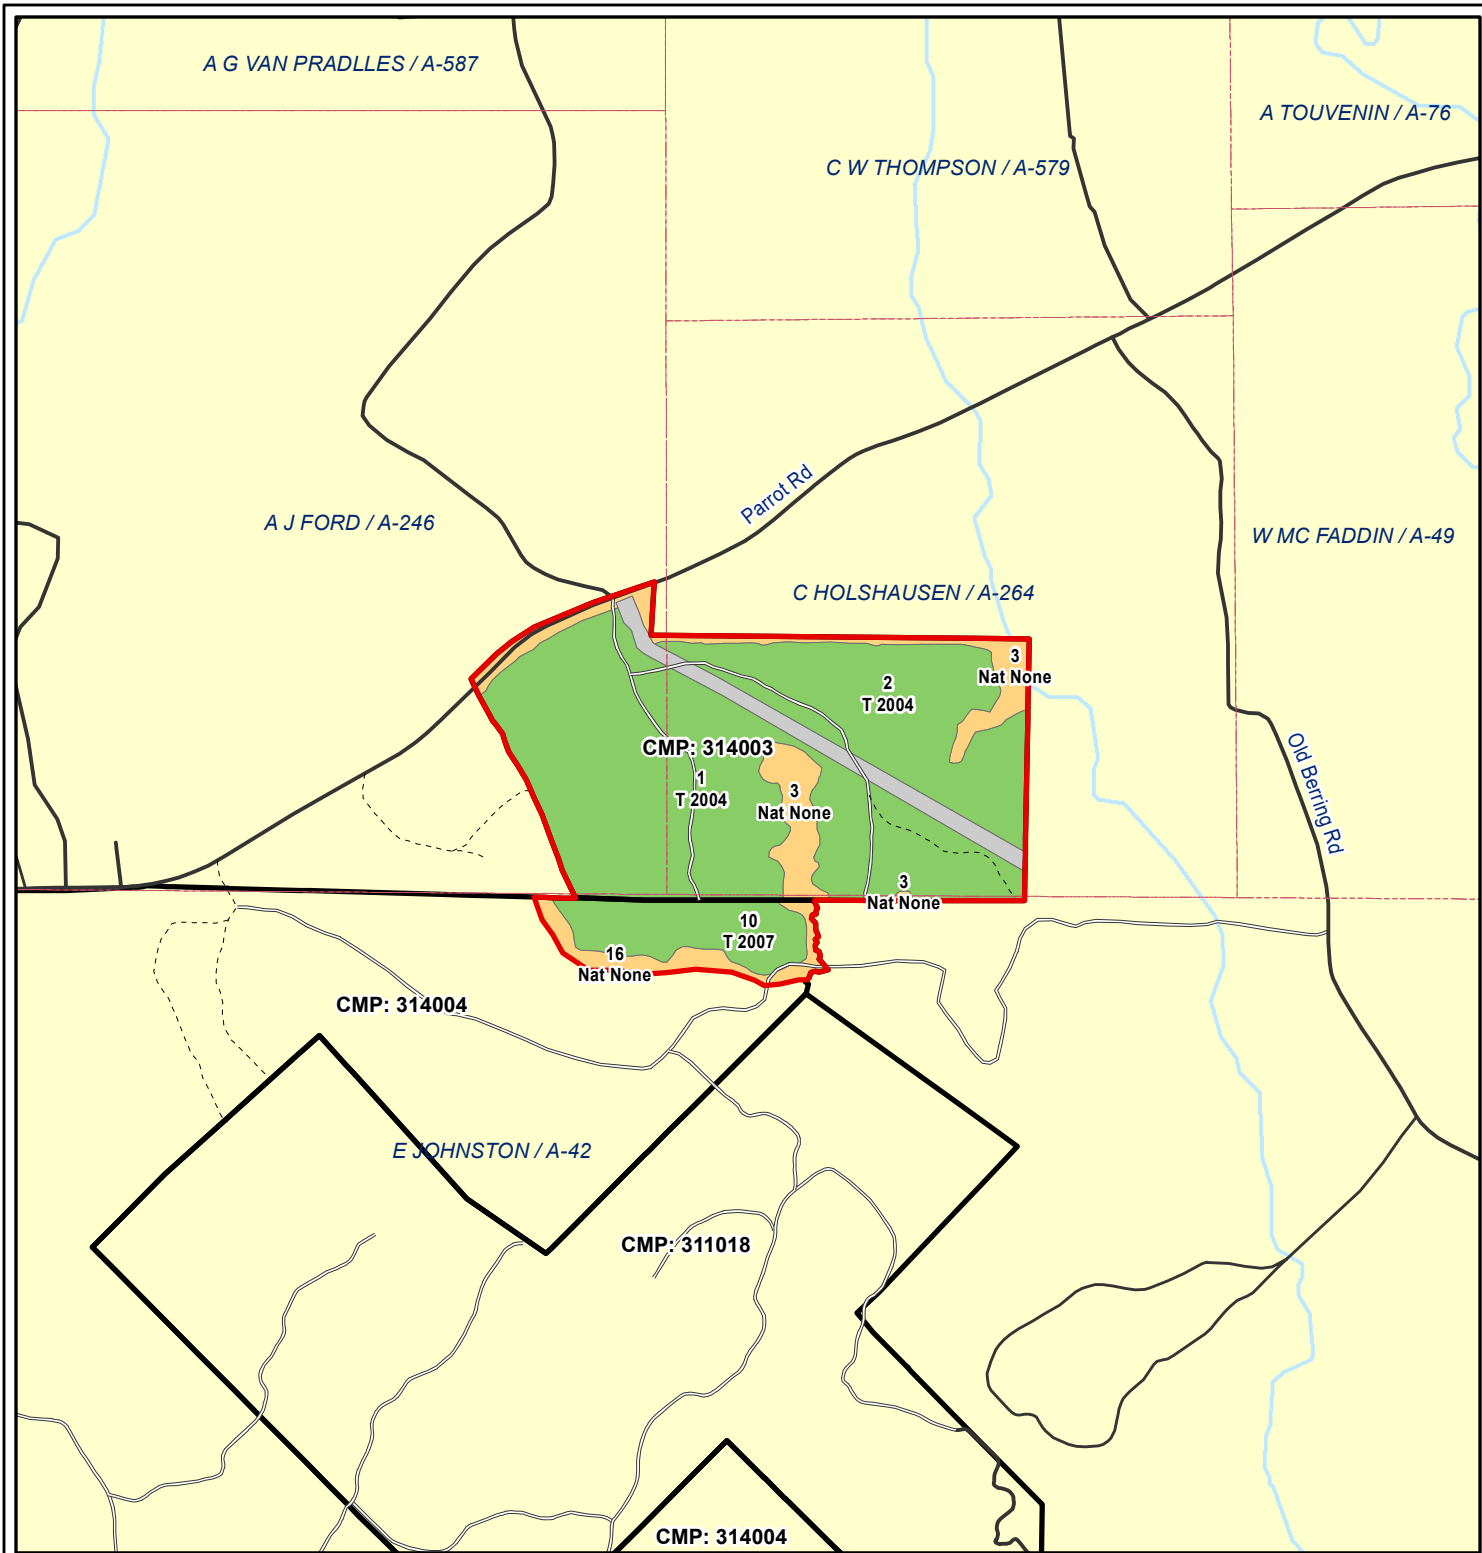 A G VAN PRADLLES / A-587
A TOUVENIN / A-76
C W THOMPSON / A-579
Parrot Rd
A J FORD / A-246
W MC FADDIN / A-49
C HOLSHAUSEN / A-264
3
Nat None
2
T 2004
CMP: 314003
1
T 2004
3
Nat None
Old Berring Rd
3
Nat None
10
T 2007
16
Nat None
CMP: 314004
E JOHNSTON / A-42
CMP: 311018
CMP: 314004